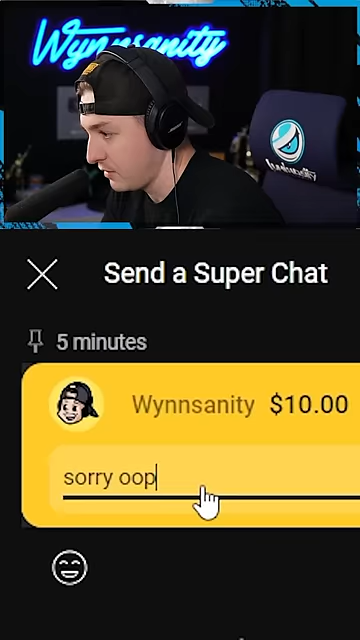 Wynnsanity
Send a Super Chat
5 minutes
Wynnsanity $10.00
sorry oop